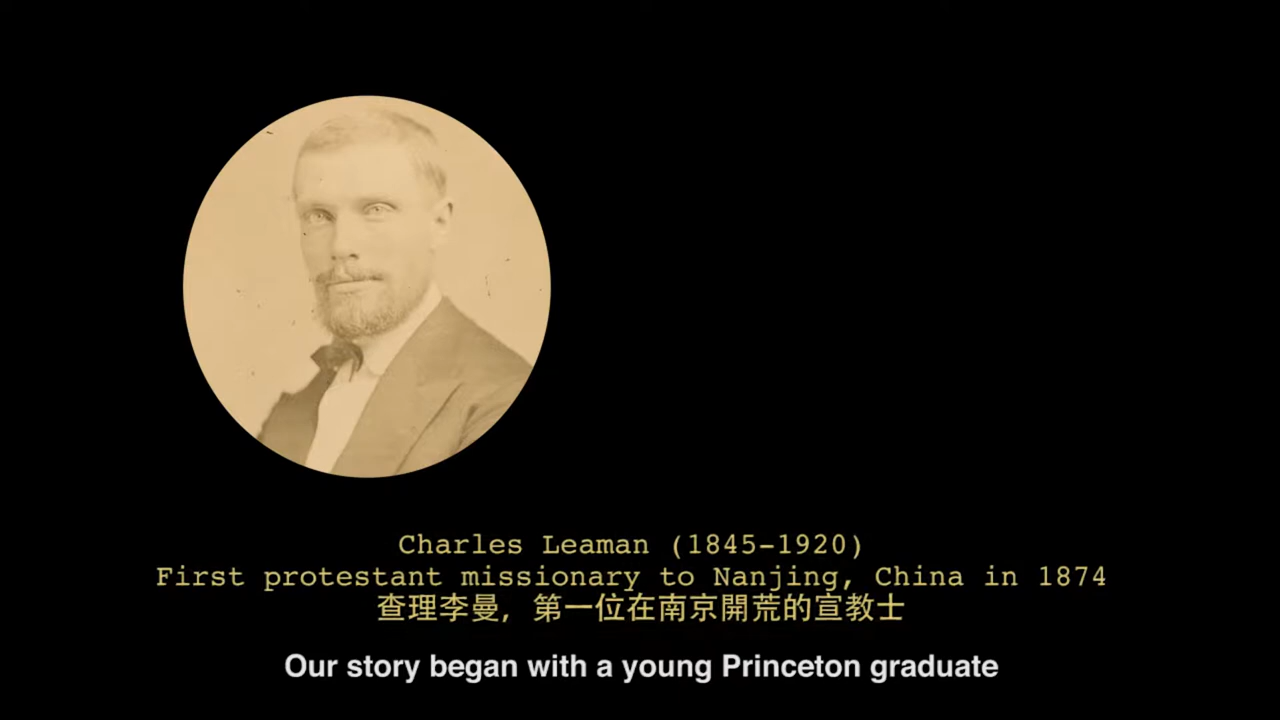 Charles Leaman (1845-1920)
First protestant missionary to Nanjing, China in 1874
查理李曼, 第一位在南京開荒的宣教士
Our story began with a young Princeton graduate